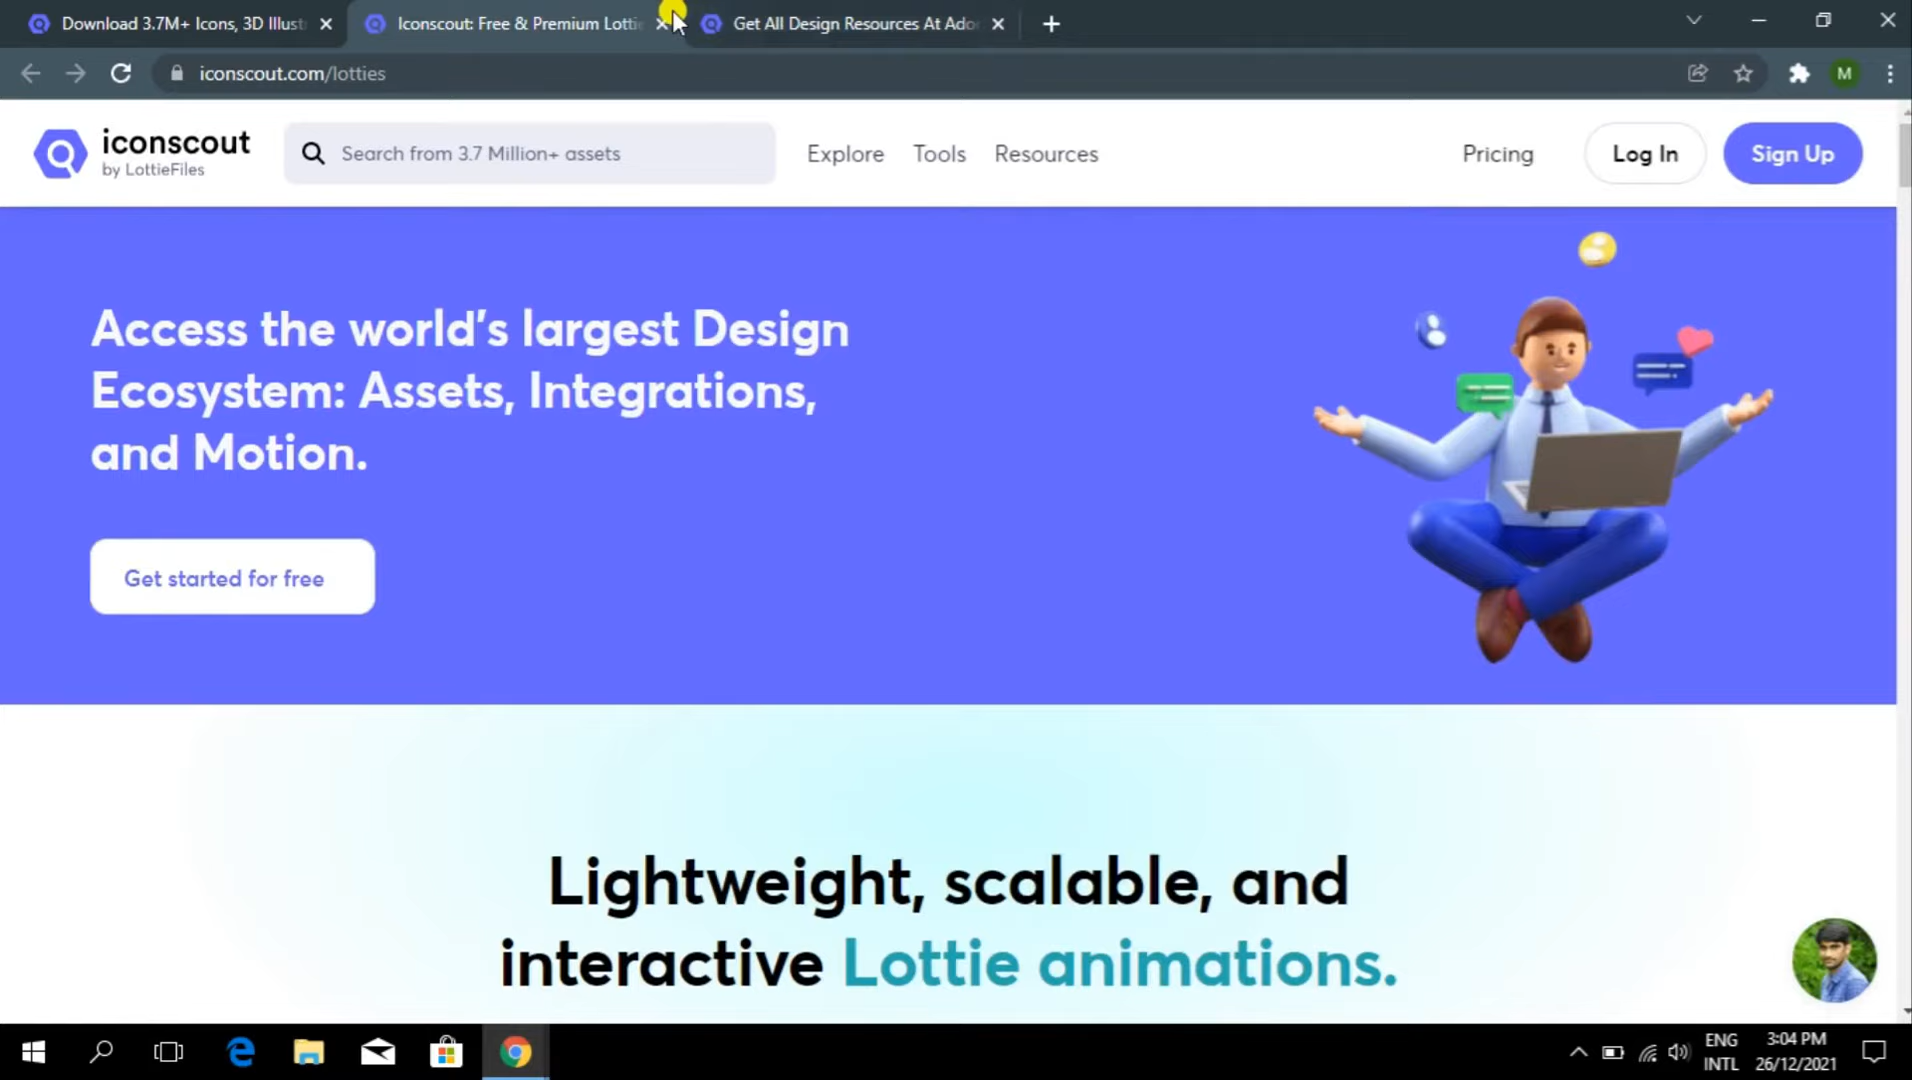 Download 3.7M+ Icons, 3D Illust
Iconscout: Free & Premium Lottie
Get All Design Resources At Ado
iconscout.com/lotties
M
iconscout
by LottieFiles
Search from 3.7 Million+ assets
Explore
Tools
Resources
Pricing
Log In
Sign Up
Access the world's largest Design
Ecosystem: Assets, Integrations,
and Motion.
Get started for free
Lightweight, scalable, and
interactive Lottie animations.
ENG
INTL
3:04 PM
26/12/2021